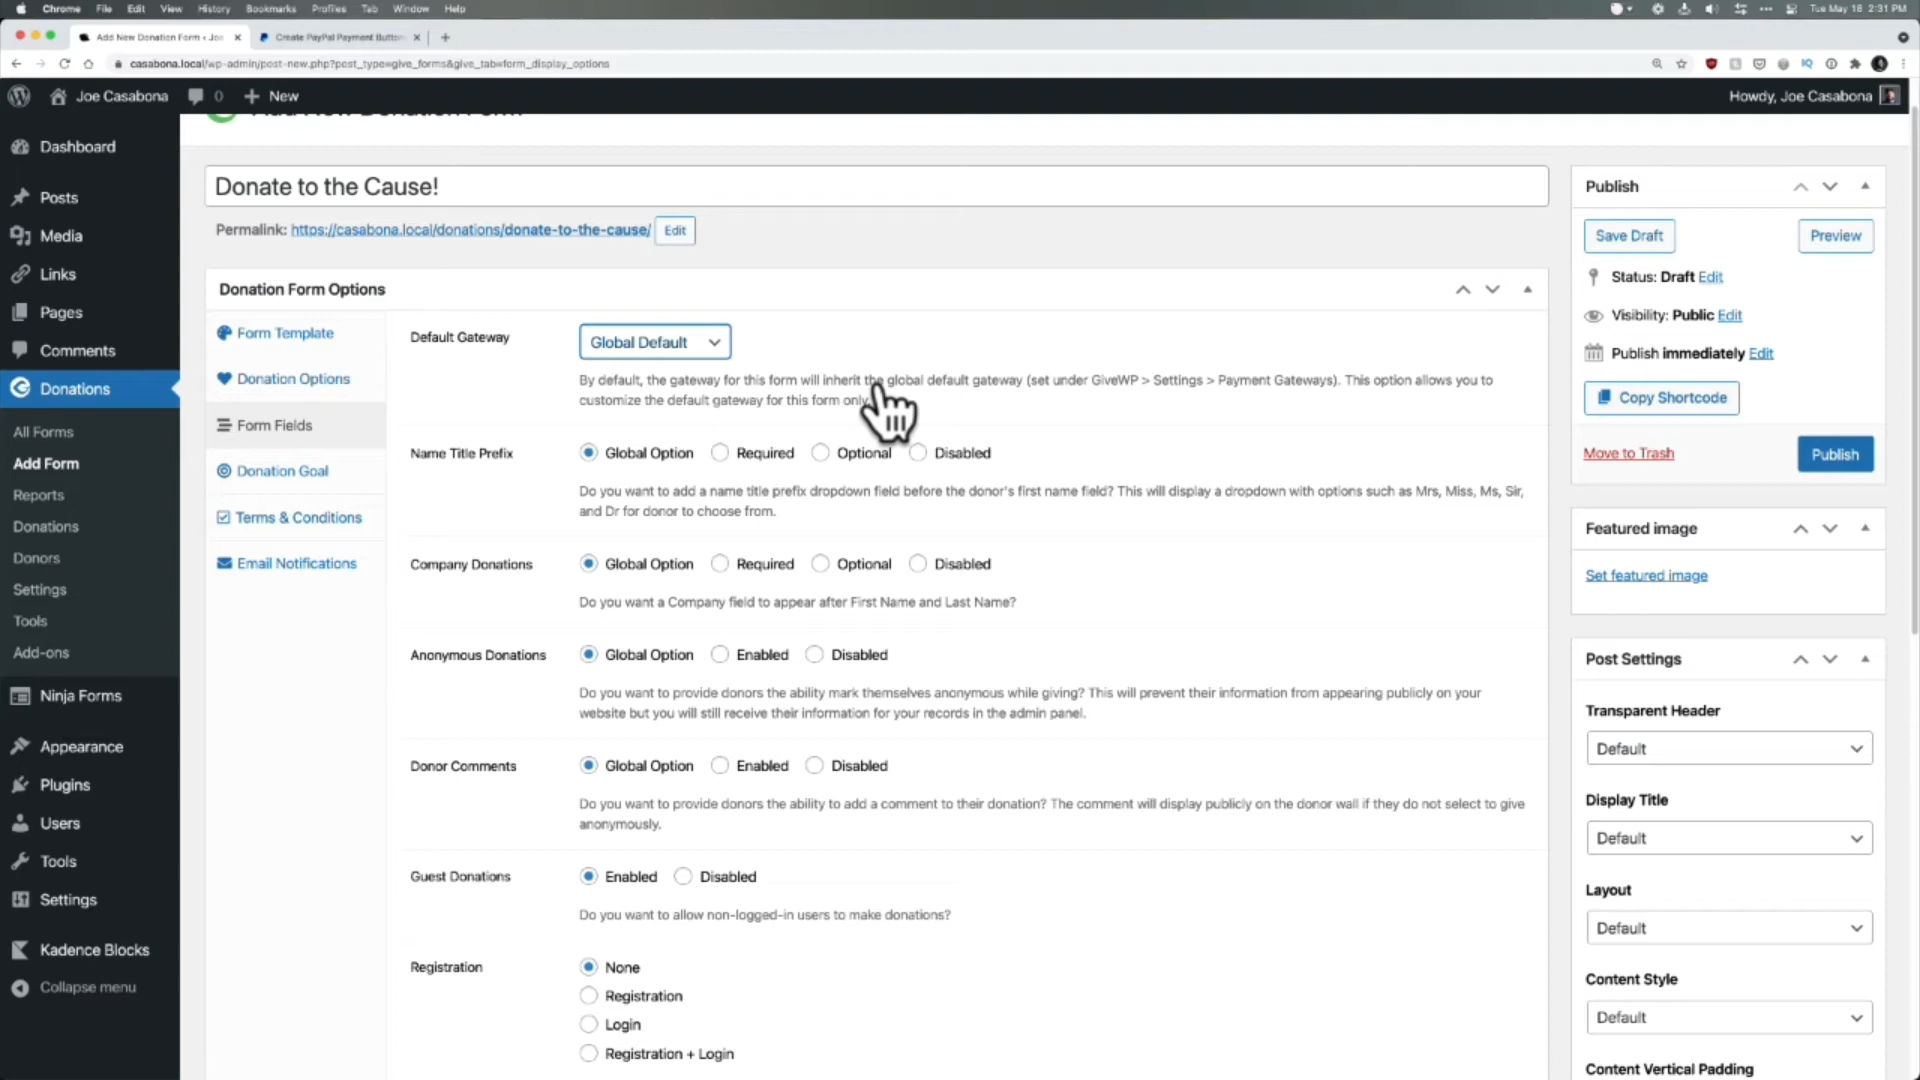 Chrome File Edit View History Bookmarks Profiles Tab Window Help
Tue May 18 2:31 PM
Add New Donation Form ‹ Joe
Create PayPal Payment Button
casabona.local/wp-admin/post-new.php?post_type=give_forms&give_tab=form_display_options
Joe Casabona 0 New
Howdy, Joe Casabona
Add New Donation Form
Dashboard
Posts
Media
Links
Pages
Comments
Donations
All Forms
Add Form
Reports
Donations
Donors
Settings
Tools
Add-ons
Ninja Forms
Appearance
Plugins
Users
Tools
Settings
Kadence Blocks
Collapse menu
Donate to the Cause!
Permalink: https://casabona.local/donations/donate-to-the-cause/ Edit
Donation Form Options
Form Template
Donation Options
Form Fields
Donation Goal
Terms & Conditions
Email Notifications
Default Gateway
Global Default
By default, the gateway for this form will inherit the global default gateway (set under GiveWP > Settings > Payment Gateways). This option allows you to
customize the default gateway for this form only.
Name Title Prefix
Global Option Required Optional Disabled
Do you want to add a name title prefix dropdown field before the donor's first name field? This will display a dropdown with options such as Mrs, Miss, Ms, Sir,
and Dr for donor to choose from.
Company Donations
Global Option Required Optional Disabled
Do you want a Company field to appear after First Name and Last Name?
Anonymous Donations
Global Option Enabled Disabled
Do you want to provide donors the ability mark themselves anonymous while giving? This will prevent their information from appearing publicly on your
website but you will still receive their information for your records in the admin panel.
Donor Comments
Global Option Enabled Disabled
Do you want to provide donors the ability to add a comment to their donation? The comment will display publicly on the donor wall if they do not select to give
anonymously.
Guest Donations
Enabled Disabled
Do you want to allow non-logged-in users to make donations?
Registration
None
Registration
Login
Registration + Login
Publish
Save Draft Preview
Status: Draft Edit
Visibility: Public Edit
Publish immediately Edit
Copy Shortcode
Move to Trash Publish
Featured image
Set featured image
Post Settings
Transparent Header
Default
Display Title
Default
Layout
Default
Content Style
Default
Content Vertical Padding